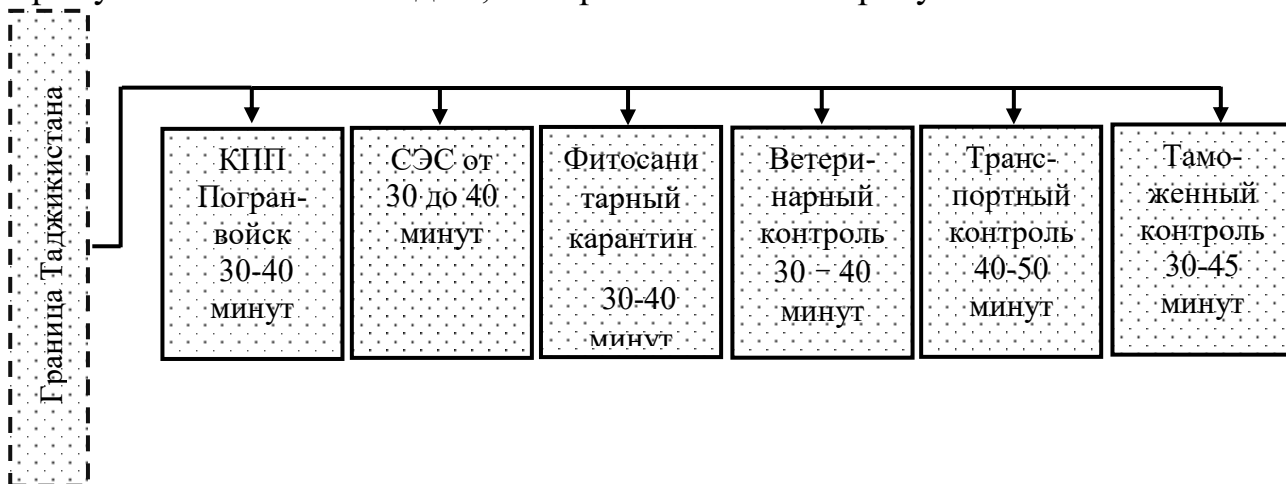 Граница Таджикистана
КПП
Погран-
войск
30-40
минут
СЭС от
30 до 40
минут
Фитосани
тарный
карантин
30-40
минут
Ветери-
нарный
контроль
30 – 40
минут
Транс-
портный
контроль
40-50
минут
Тамо-
женный
контроль
30-45
минут